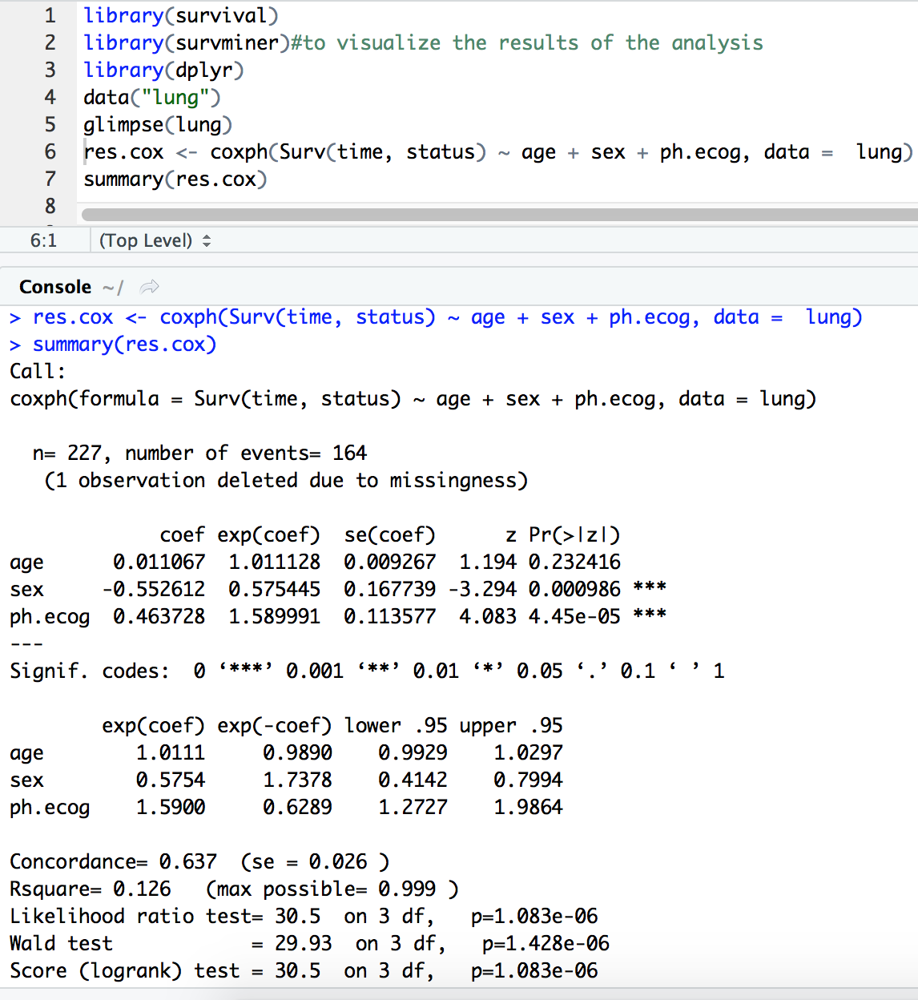 1 library(survival)
2 library(survminer)#to visualize the results of the analysis
3 library(dplyr)
4 data("lung")
5 glimpse(lung)
6 res.cox <- coxph(Surv(time, status) ~ age + sex + ph.ecog, data =  lung)
7 summary(res.cox)
8
6:1 (Top Level)
Console ~/
> res.cox <- coxph(Surv(time, status) ~ age + sex + ph.ecog, data =  lung)
> summary(res.cox)
Call:
coxph(formula = Surv(time, status) ~ age + sex + ph.ecog, data = lung)
  n= 227, number of events= 164
   (1 observation deleted due to missingness)
             coef exp(coef)  se(coef)      z Pr(>|z|)
age      0.011067  1.011128  0.009267  1.194 0.232416
sex     -0.552612  0.575445  0.167739 -3.294 0.000986 ***
ph.ecog  0.463728  1.589991  0.113577  4.083 4.45e-05 ***
---
Signif. codes:  0 ‘***’ 0.001 ‘**’ 0.01 ‘*’ 0.05 ‘.’ 0.1 ‘ ’ 1
        exp(coef) exp(-coef) lower .95 upper .95
age        1.0111     0.9890    0.9929    1.0297
sex        0.5754     1.7378    0.4142    0.7994
ph.ecog    1.5900     0.6289    1.2727    1.9864
Concordance= 0.637  (se = 0.026 )
Rsquare= 0.126   (max possible= 0.999 )
Likelihood ratio test= 30.5  on 3 df,   p=1.083e-06
Wald test            = 29.93  on 3 df,   p=1.428e-06
Score (logrank) test = 30.5  on 3 df,   p=1.083e-06